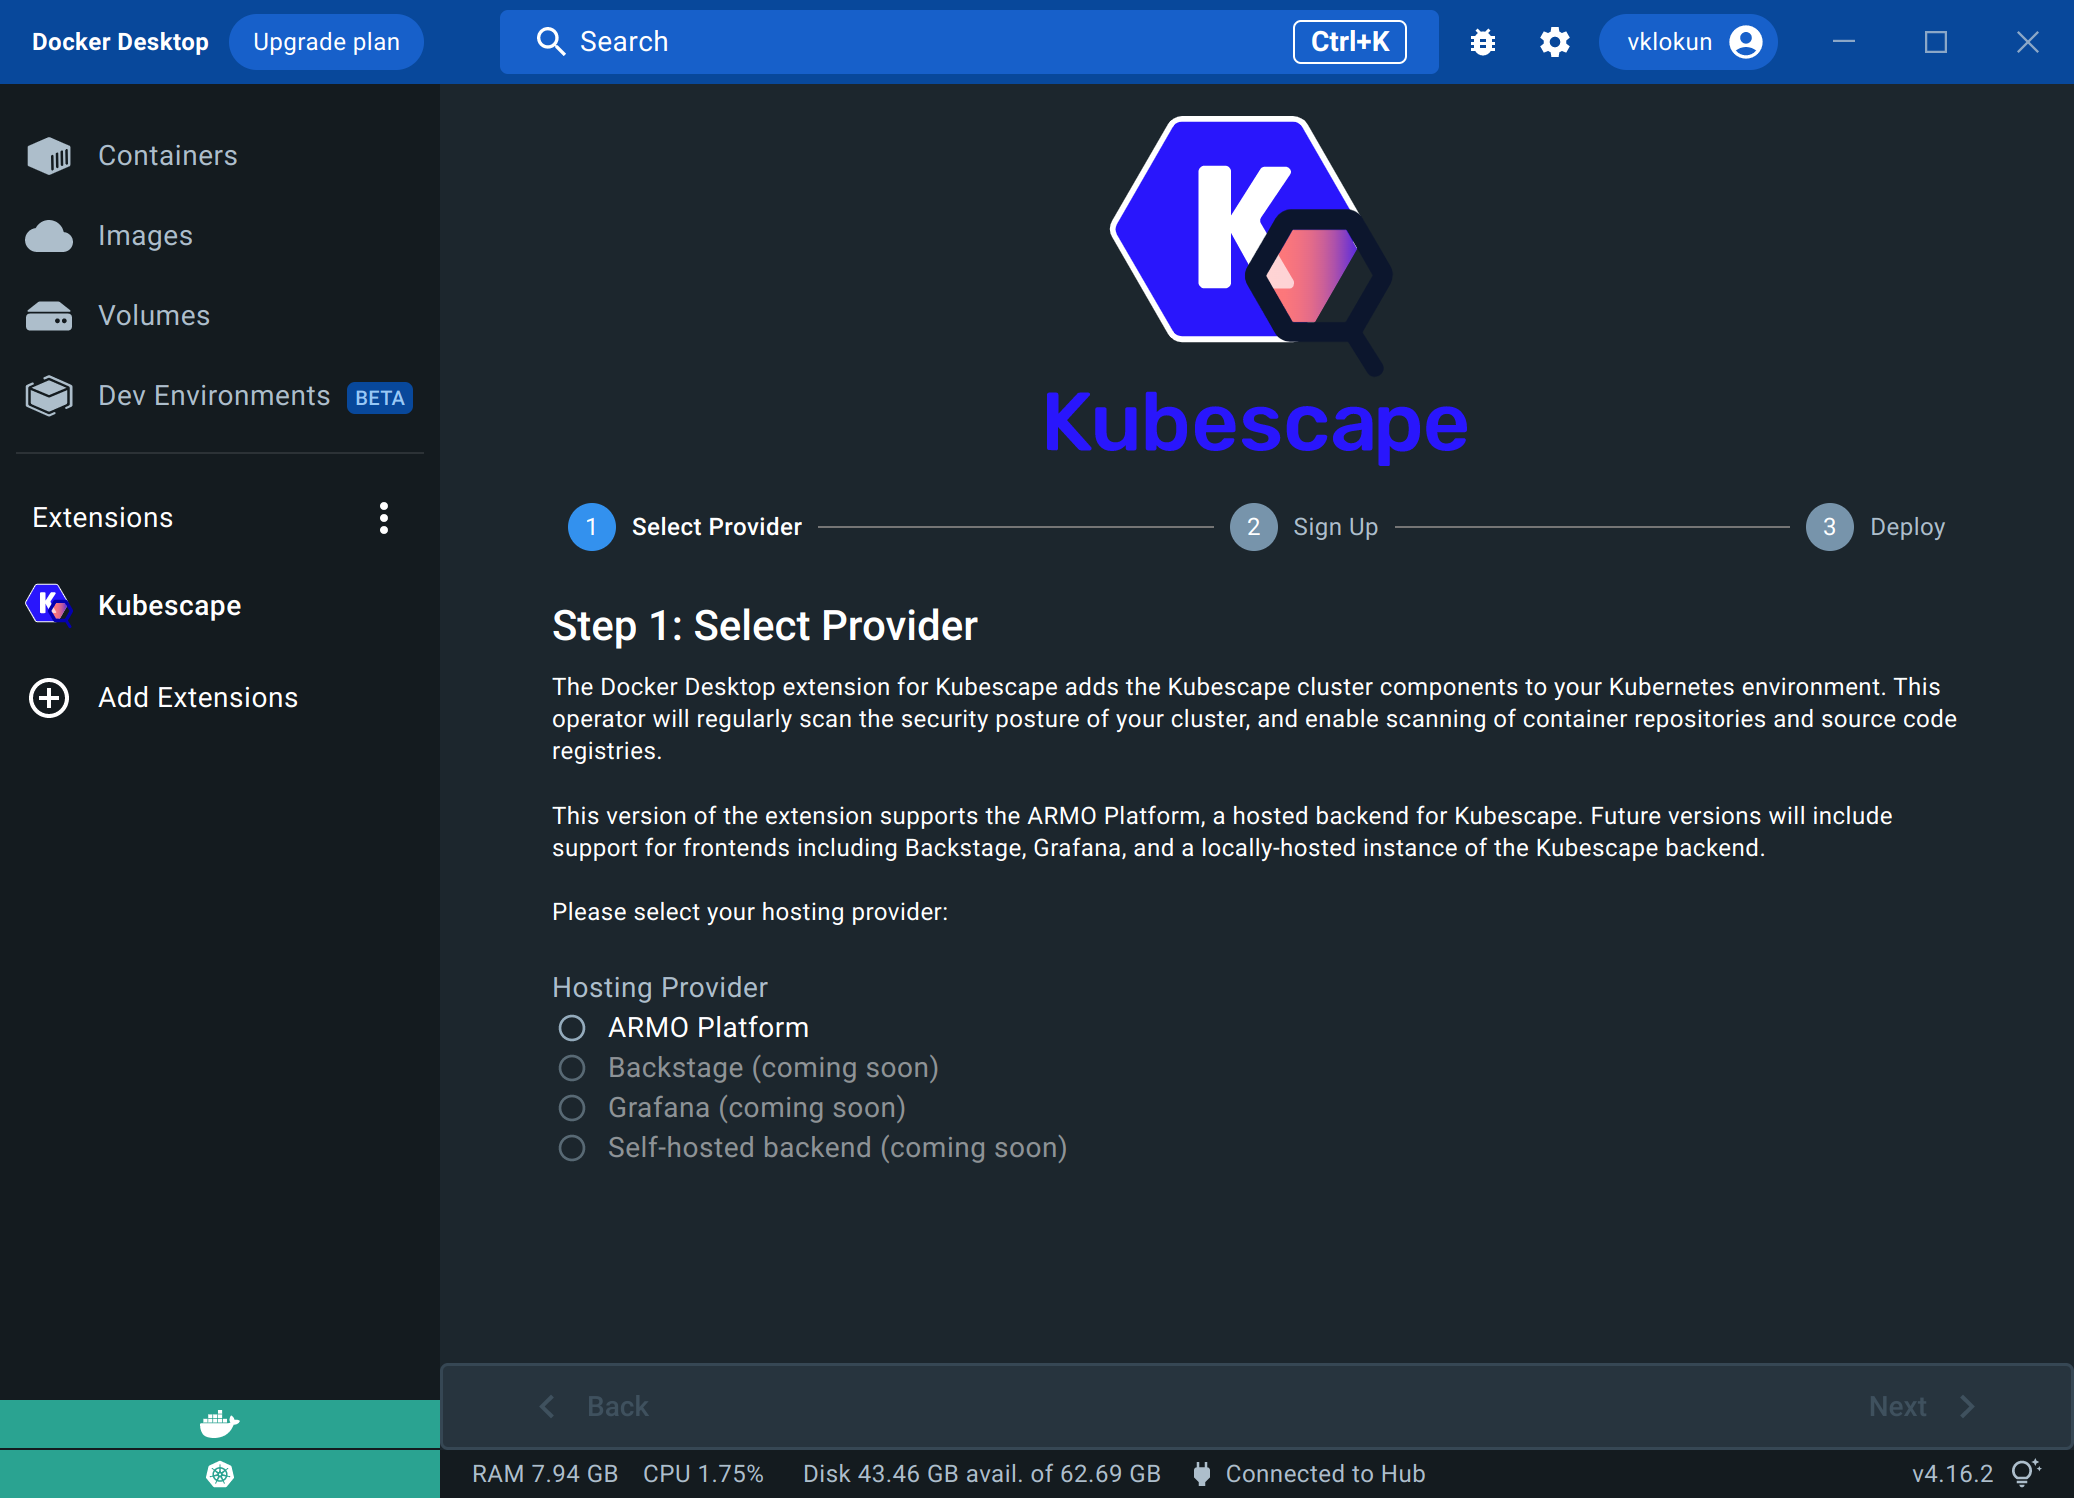 Docker Desktop
Upgrade plan
Search
Ctrl+K
vklokun
Containers
Images
Volumes
Dev Environments BETA
Extensions
Kubescape
Add Extensions
K
Kubescape
1 Select Provider
2 Sign Up
3 Deploy
Step 1: Select Provider
The Docker Desktop extension for Kubescape adds the Kubescape cluster components to your Kubernetes environment. This
operator will regularly scan the security posture of your cluster, and enable scanning of container repositories and source code
registries.
This version of the extension supports the ARMO Platform, a hosted backend for Kubescape. Future versions will include
support for frontends including Backstage, Grafana, and a locally-hosted instance of the Kubescape backend.
Please select your hosting provider:
Hosting Provider
ARMO Platform
Backstage (coming soon)
Grafana (coming soon)
Self-hosted backend (coming soon)
Back
Next
RAM 7.94 GB CPU 1.75% Disk 43.46 GB avail. of 62.69 GB Connected to Hub
v4.16.2